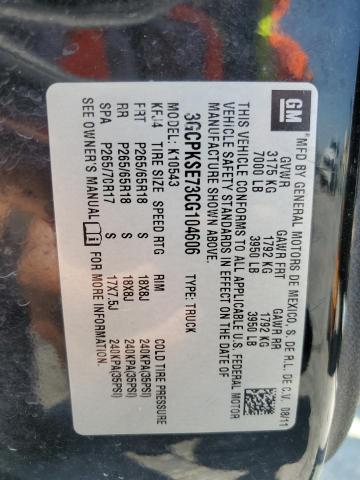 GM
MFD BY GENERAL MOTORS DE MEXICO, S. DE R.L. DE C.V. 08/11
GVWR GAWR FRT GAWR RR
3175 KG 1792 KG 1792 KG
7000 LB 3950 LB 3950 LB
THIS VEHICLE CONFORMS TO ALL APPLICABLE U.S. FEDERAL MOTOR
VEHICLE SAFETY STANDARDS IN EFFECT ON THE DATE OF
MANUFACTURE SHOWN ABOVE.
3GCPKSE73CG104606 TYPE: TRUCK
MODEL: K10543
KFJ4 TIRE SIZE SPEED RTG RIM COLD TIRE PRESSURE
FRT P265/65R18 S 18X8J 240KPA(35PSI)
RR P265/65R18 S 18X8J 240KPA(35PSI)
SPA P265/70R17 S 17X7.5J 240KPA(35PSI)
SEE OWNER'S MANUAL FOR MORE INFORMATION.